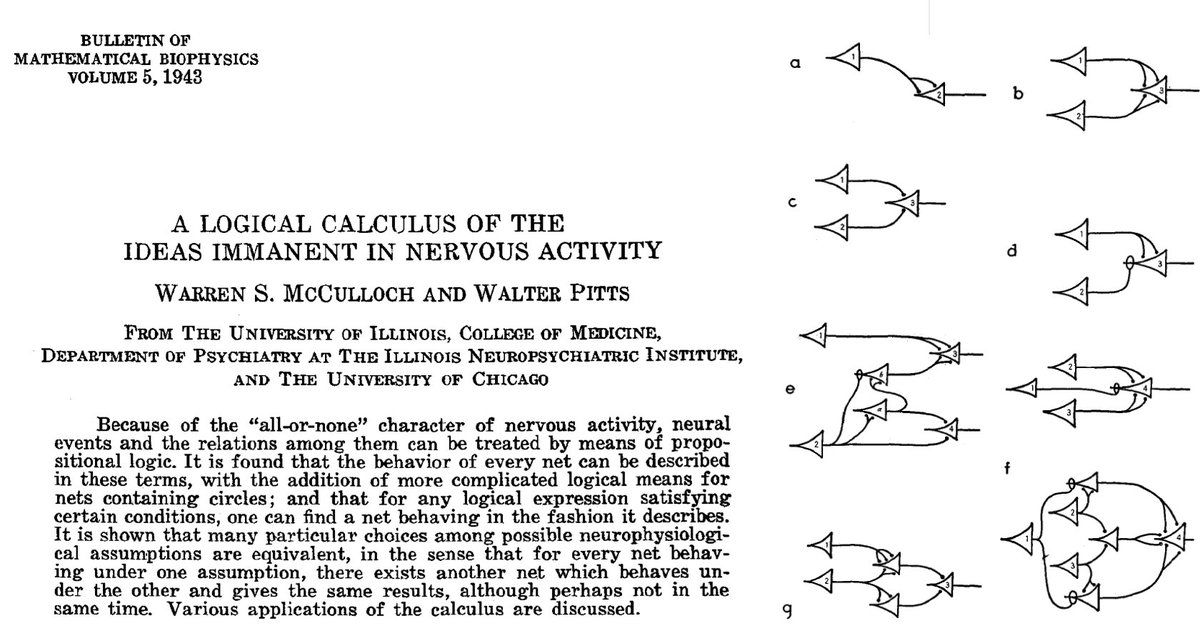 BULLETIN OF
MATHEMATICAL BIOPHYSICS
VOLUME 5, 1943
A LOGICAL CALCULUS OF THE
IDEAS IMMANENT IN NERVOUS ACTIVITY
WARREN S. MCCULLOCH AND WALTER PITTS
FROM THE UNIVERSITY OF ILLINOIS, COLLEGE OF MEDICINE,
DEPARTMENT OF PSYCHIATRY AT THE ILLINOIS NEUROPSYCHIATRIC INSTITUTE,
AND THE UNIVERSITY OF CHICAGO
Because of the “all-or-none” character of nervous activity, neural
events and the relations among them can be treated by means of propo-
sitional logic. It is found that the behavior of every net can be described
in these terms, with the addition of more complicated logical means for
nets containing circles; and that for any logical expression satisfying
certain conditions, one can find a net behaving in the fashion it describes.
It is shown that many particular choices among possible neurophysiologi-
cal assumptions are equivalent, in the sense that for every net behav-
ing under one assumption, there exists another net which behaves un-
der the other and gives the same results, although perhaps not in the
same time. Various applications of the calculus are discussed.
a
1
2
b
1
2
3
c
1
2
3
d
1
2
3
e
1
3
2
4
f
1
2
3
4
1
2
3
4
g
1
2
3